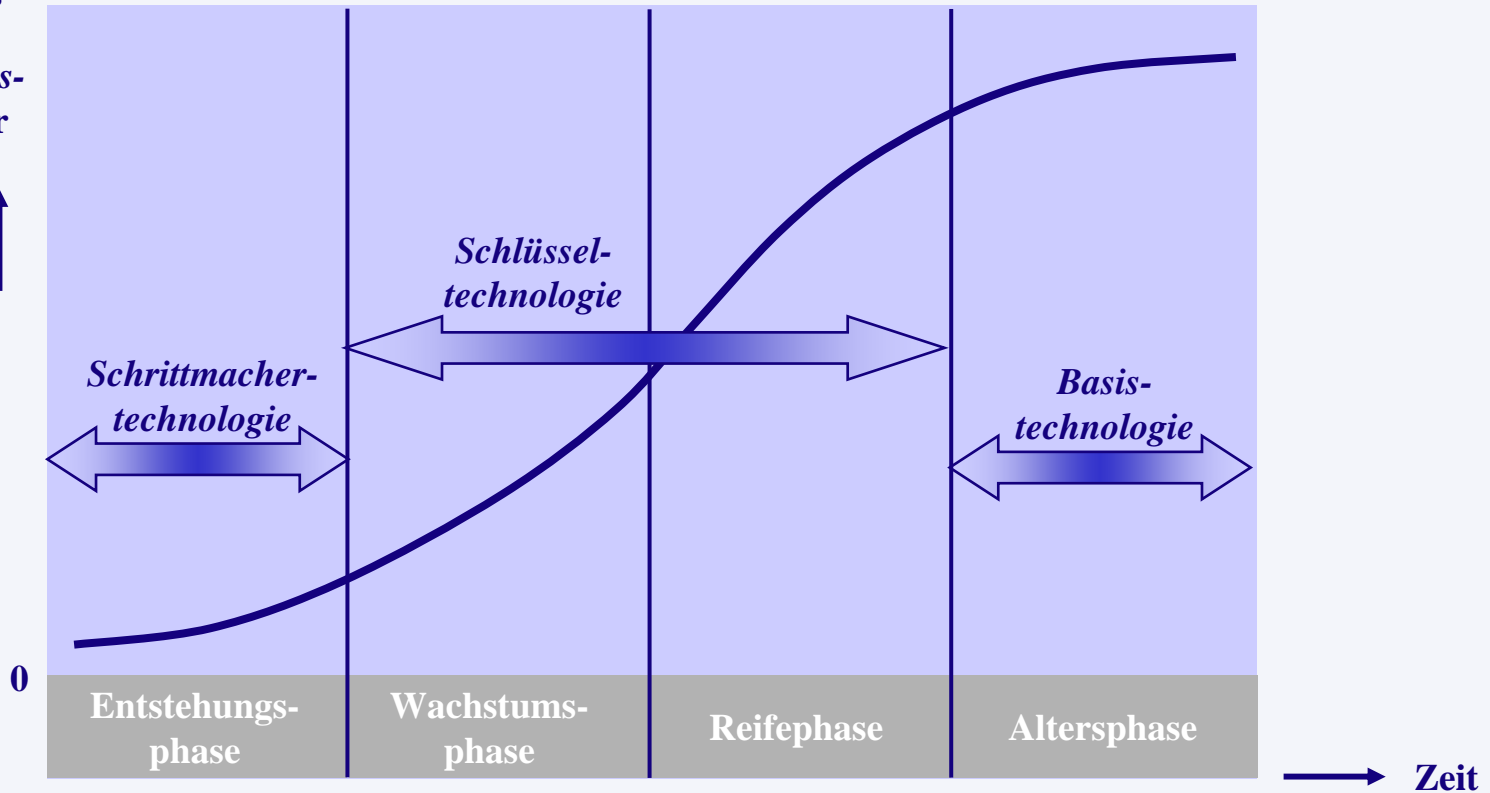 s-
r
Schlüssel-
technologie
Schrittmacher-
technologie
Basis-
technologie
0
Entstehungs-
phase
Wachstums-
phase
Reifephase
Altersphase
Zeit